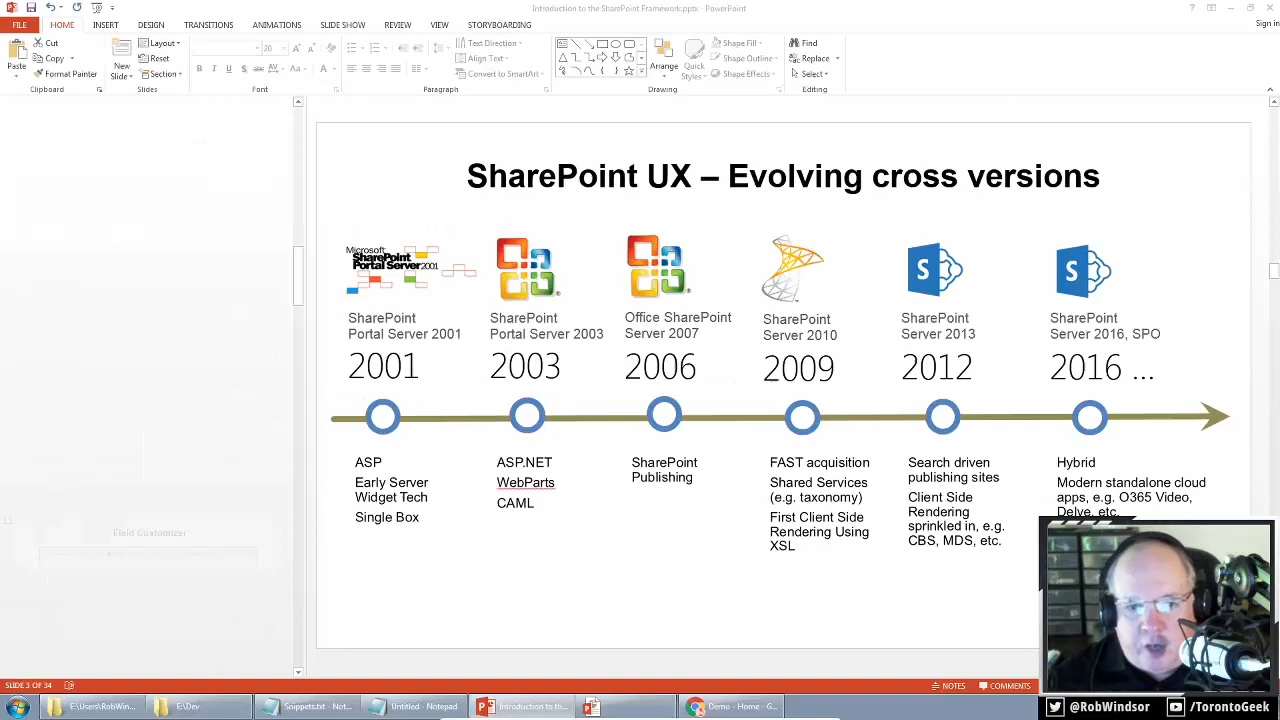 Introduction to the SharePoint Framework.pptx - PowerPoint
Sign in
FILE HOME INSERT DESIGN TRANSITIONS ANIMATIONS SLIDE SHOW REVIEW VIEW STORYBOARDING
Paste
Cut
Copy
Format Painter
Clipboard
New
Slide
Layout
Reset
Section
Slides
20
B I U S abc AV Aa A
Font
Text Direction
Align Text
Convert to SmartArt
Paragraph
Arrange
Quick
Styles
Shape Fill
Shape Outline
Shape Effects
Drawing
Find
Replace
Select
Editing
SharePoint UX – Evolving cross versions
Microsoft
SharePoint
Portal Server 2001
SharePoint
Portal Server 2001
2001
SharePoint
Portal Server 2003
2003
Office SharePoint
Server 2007
2006
SharePoint
Server 2010
2009
S
SharePoint
Server 2013
2012
S
SharePoint
Server 2016, SPO
2016 ...
ASP
Early Server
Widget Tech
Single Box
ASP.NET
WebParts
CAML
SharePoint
Publishing
FAST acquisition
Shared Services
(e.g. taxonomy)
First Client Side
Rendering Using
XSL
Search driven
publishing sites
Client Side
Rendering
sprinkled in, e.g.
CBS, MDS, etc.
Hybrid
Modern standalone cloud
apps, e.g. O365 Video,
Delve, etc.
Field Customizer
SLIDE 3 OF 34
NOTES
COMMENTS
E:\Users\RobWin...
E:\Dev
Snippets.txt - Not...
Untitled - Notepad
Introduction to th...
Demo - Home - G...
@RobWindsor
/TorontoGeek